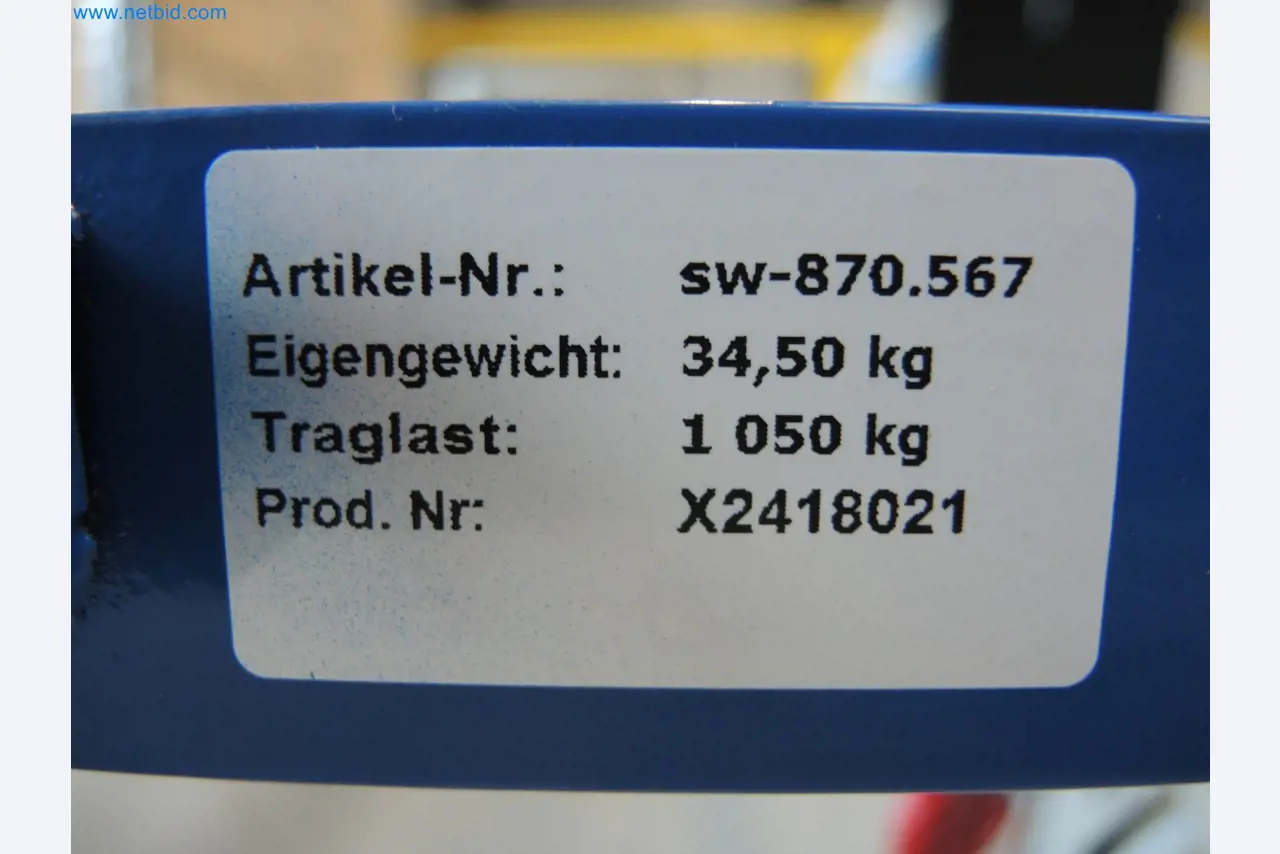 www.netbid.com
Artikel-Nr.: sw-870.567
Eigengewicht: 34,50 kg
Traglast: 1 050 kg
Prod. Nr: X2418021